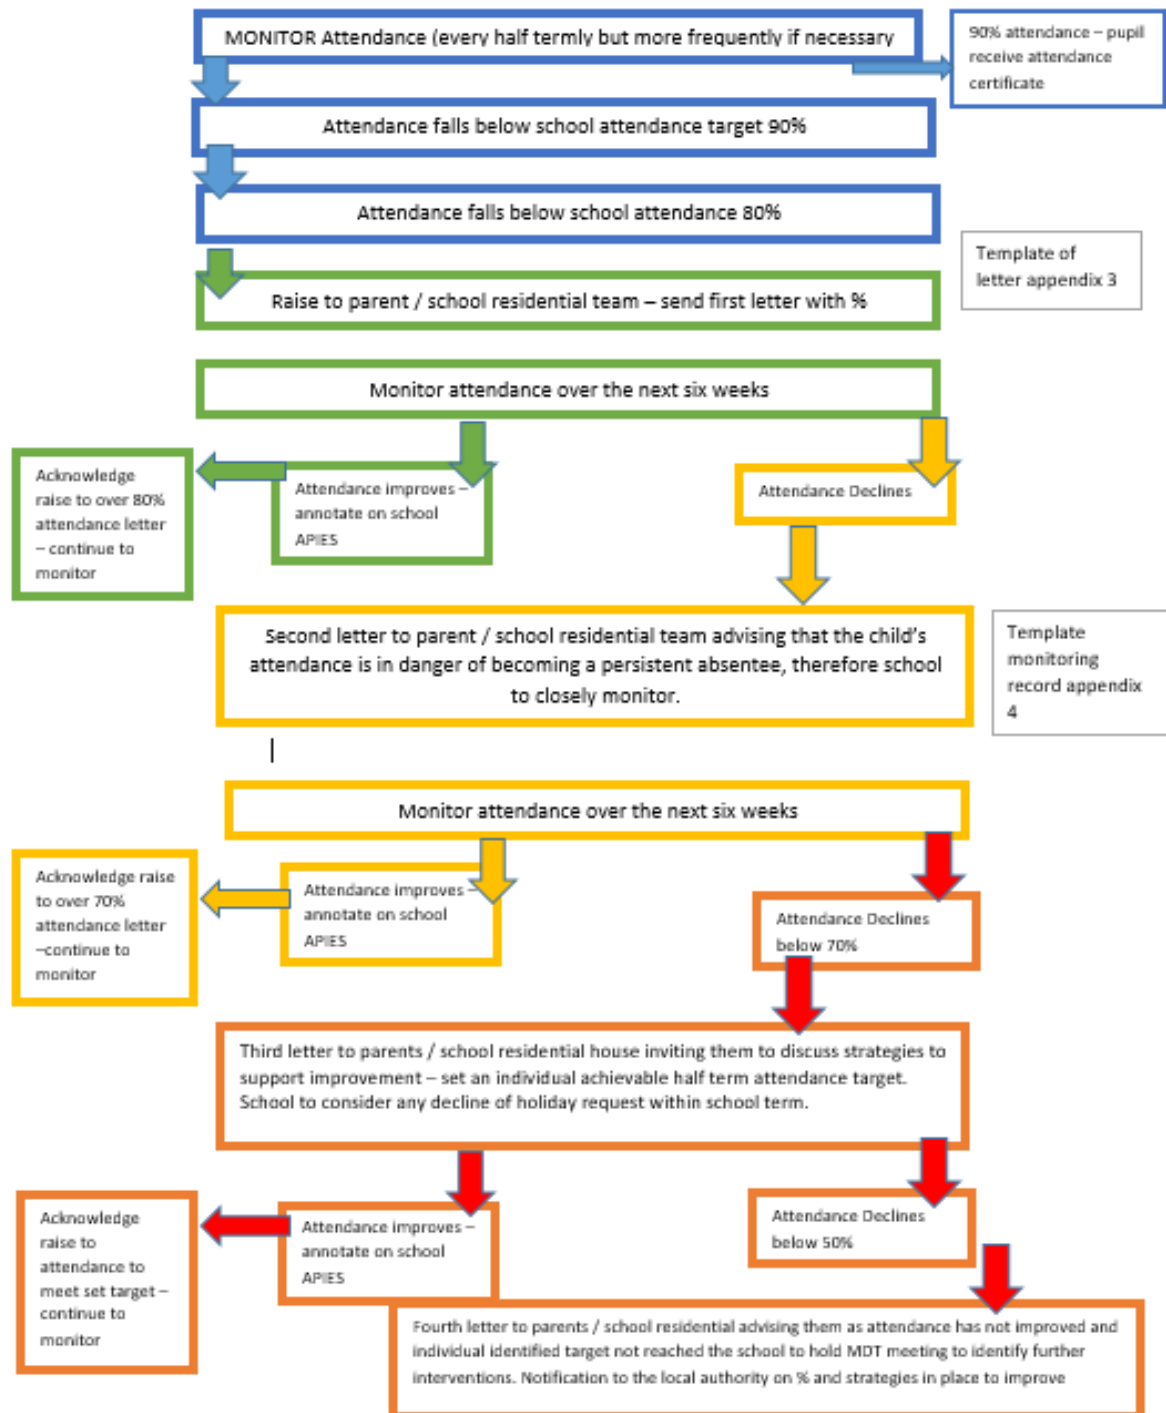 MONITOR Attendance (every half termly but more frequently if necessary
90% attendance – pupil
receive attendance
certificate
Attendance falls below school attendance target 90%
Attendance falls below school attendance 80%
Template of
letter appendix 3
Raise to parent / school residential team – send first letter with %
Monitor attendance over the next six weeks
Acknowledge
raise to over 80%
attendance letter
– continue to
monitor
Attendance improves –
annotate on school
APIES
Attendance Declines
Second letter to parent / school residential team advising that the child's
attendance is in danger of becoming a persistent absentee, therefore school
to closely monitor.
Template
monitoring
record appendix
4
Monitor attendance over the next six weeks
Acknowledge raise
to over 70%
attendance letter
–continue to
monitor
Attendance improves –
annotate on school
APIES
Attendance Declines
below 70%
Third letter to parents / school residential house inviting them to discuss strategies to
support improvement – set an individual achievable half term attendance target.
School to consider any decline of holiday request within school term.
Acknowledge
raise to
attendance to
meet set target –
continue to
monitor
Attendance improves –
annotate on school
APIES
Attendance Declines
below 50%
Fourth letter to parents / school residential advising them as attendance has not improved and
individual identified target not reached the school to hold MDT meeting to identify further
interventions. Notification to the local authority on % and strategies in place to improve